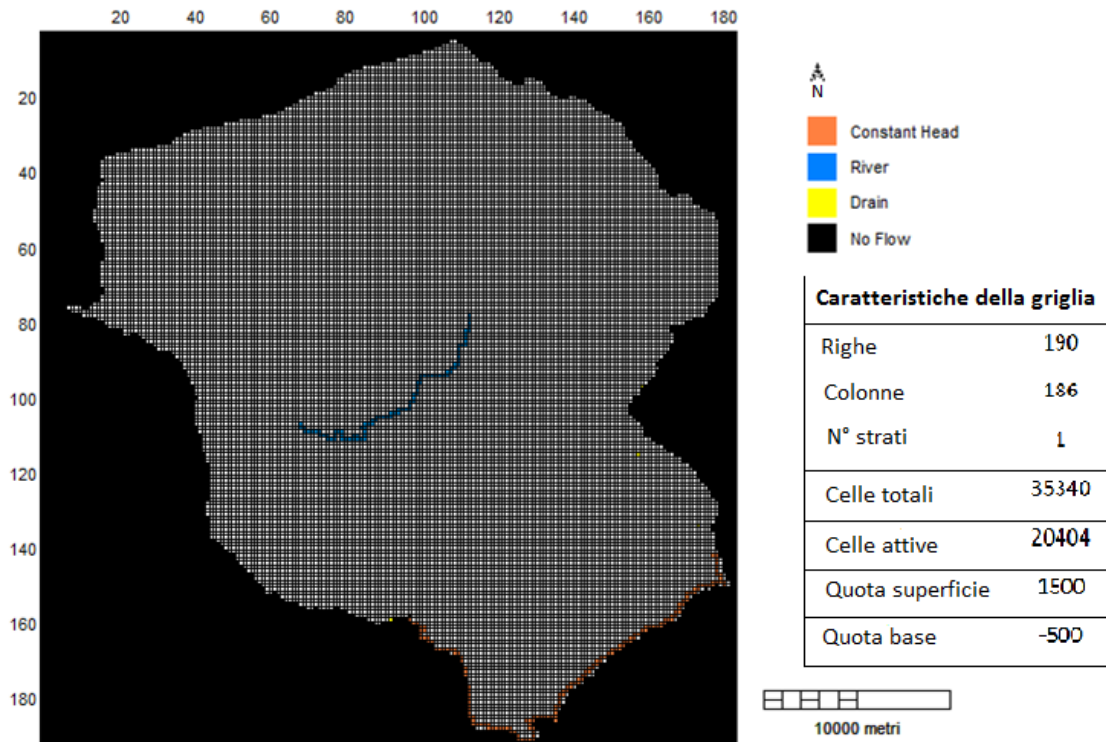 20 40 60 80 100 120 140 160 180
20
40
60
80
100
120
140
160
180
N
Constant Head
River
Drain
No Flow
Caratteristiche della griglia
Righe 190
Colonne 186
N° strati 1
Celle totali 35340
Celle attive 20404
Quota superficie 1500
Quota base -500
10000 metri